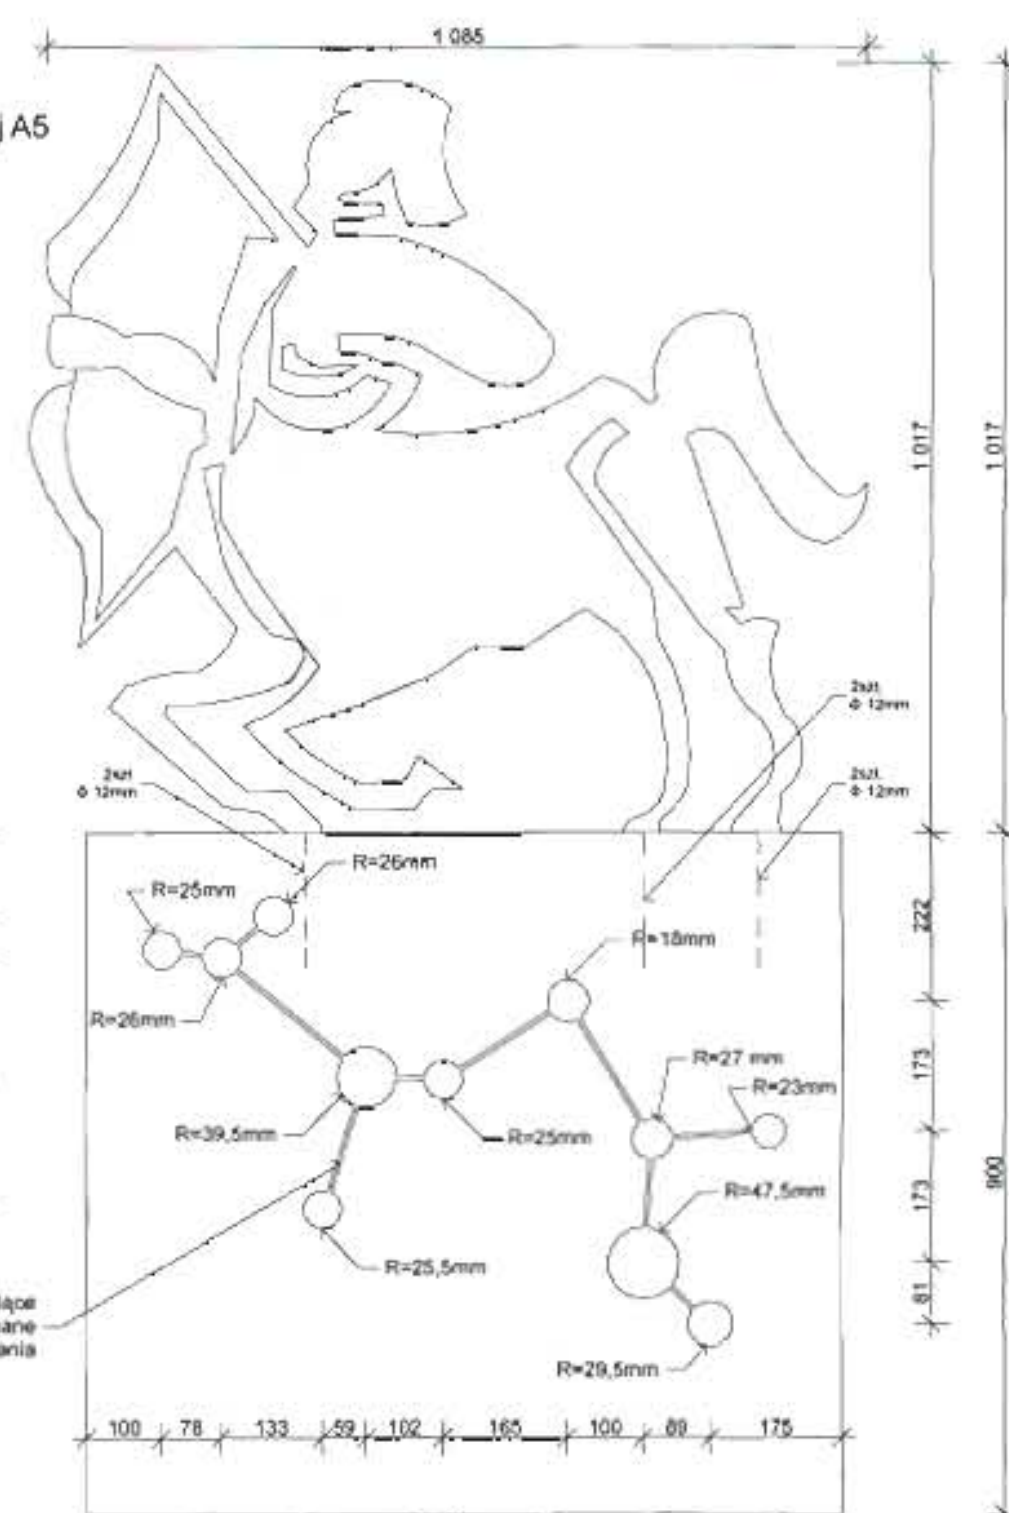 1 085
j A5
1 017
1 017
2szt.
Φ 12mm
2szt.
Φ 12mm
2szt.
Φ 12mm
R=26mm
R=25mm
R=18mm
R=26mm
R=27 mm
R=23mm
R=39,5mm
R=25mm
R=47,5mm
R=25,5mm
R=29,5mm
222
173
173
81
900
ane
ania
100 78 133 59 102 165 100 89 175